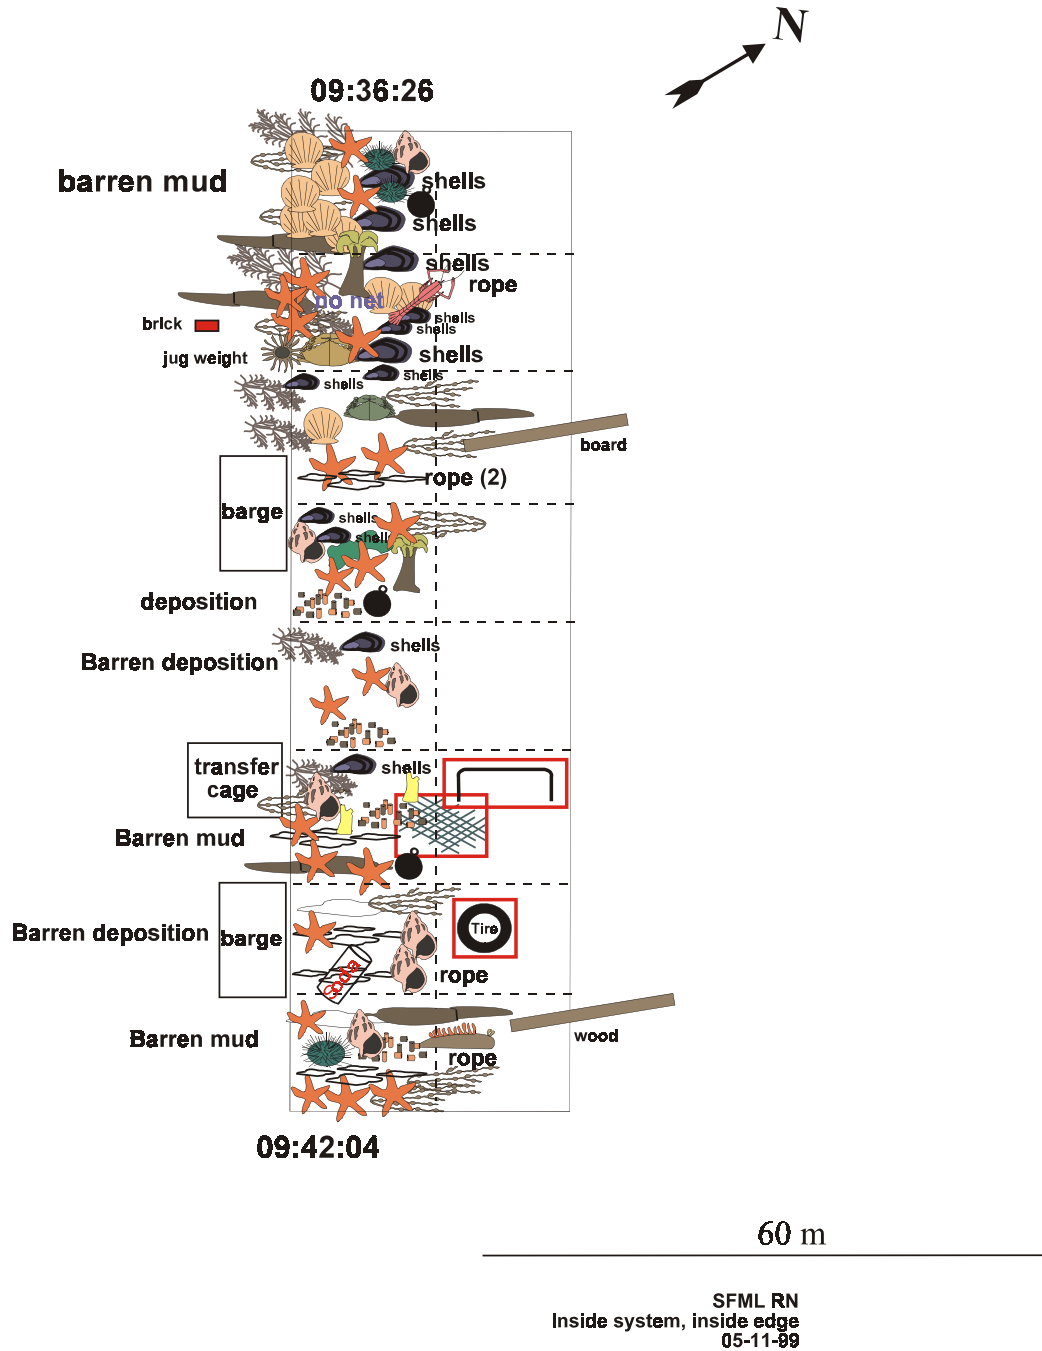 N
09:36:26
barren mud
shells
shells
shells
rope
no net
shells
brick
shells
shells
jug weight
shells
shells
board
rope (2)
barge
shells
shells
deposition
shells
Barren deposition
transfer
cage
shells
Barren mud
Barren deposition
barge
Tire
Soda
rope
Barren mud
wood
rope
09:42:04
60 m
SFML RN
Inside system, inside edge
05-11-99